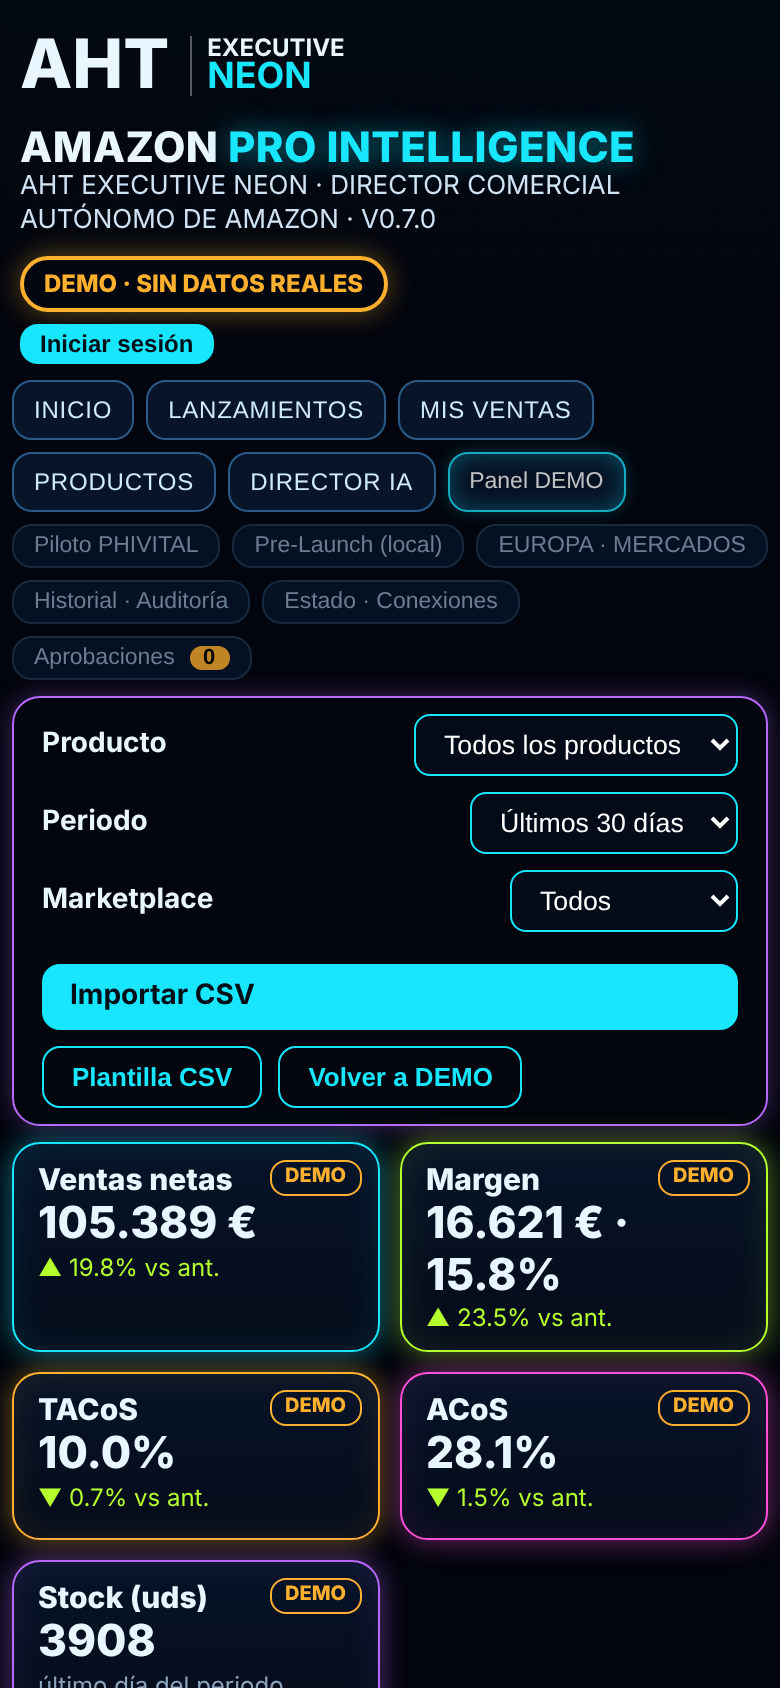 AHT
EXECUTIVE
NEON
AMAZON PRO INTELLIGENCE
AHT EXECUTIVE NEON · DIRECTOR COMERCIAL
AUTÓNOMO DE AMAZON · V0.7.0
DEMO · SIN DATOS REALES
Iniciar sesión
INICIO LANZAMIENTOS MIS VENTAS
PRODUCTOS DIRECTOR IA Panel DEMO
Piloto PHIVITAL Pre-Launch (local) EUROPA · MERCADOS
Historial · Auditoría Estado · Conexiones
Aprobaciones 0
Producto Todos los productos
Periodo Últimos 30 días
Marketplace Todos
Importar CSV
Plantilla CSV Volver a DEMO
Ventas netas DEMO
105.389 €
▲ 19.8% vs ant.
Margen DEMO
16.621 € ·
15.8%
▲ 23.5% vs ant.
TACoS DEMO
10.0%
▼ 0.7% vs ant.
ACoS DEMO
28.1%
▼ 1.5% vs ant.
Stock (uds) DEMO
3908
último día del periodo